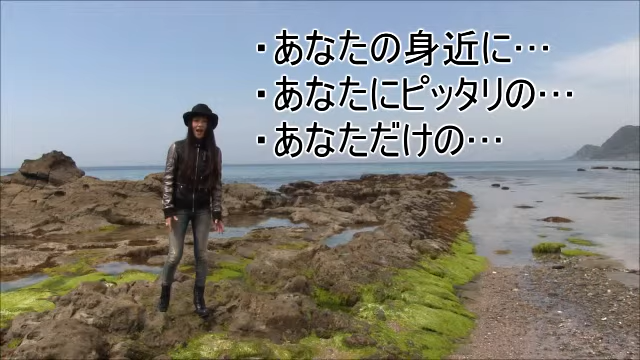 ・あなたの身近に…
・あなたにピッタリの…
・あなただけの…